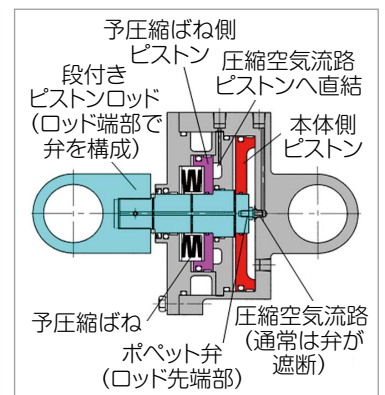 予圧縮ばね側
ピストン
段付き
ピストンロッド
(ロッド端部で
弁を構成)
圧縮空気流路
ピストンへ直結
本体側
ピストン
予圧縮ばね
ポペット弁
(ロッド先端部)
圧縮空気流路
(通常は弁が
遮断)